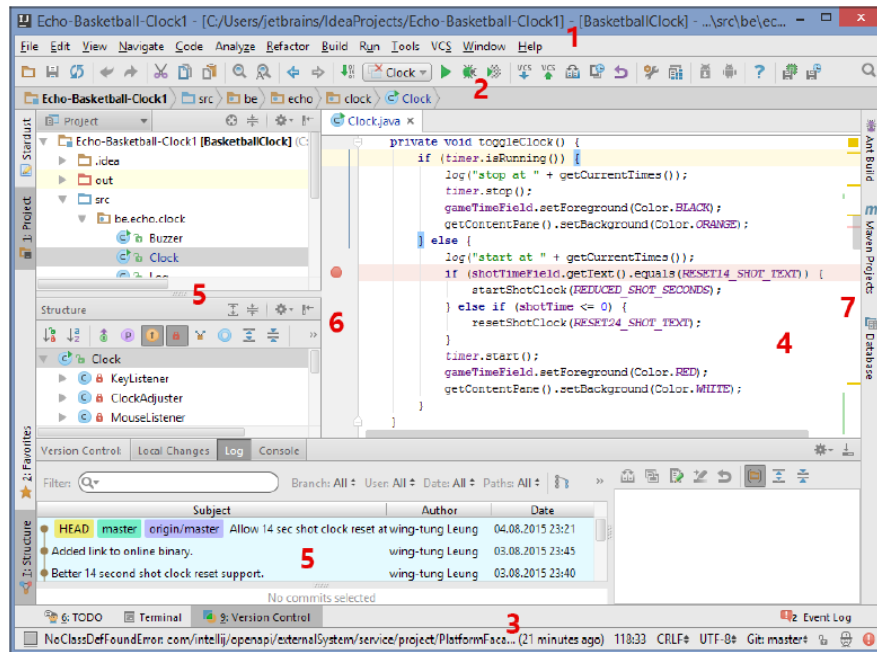 Echo-Basketball-Clock1 - [C:/Users/jetbrains/IdeaProjects/Echo-Basketball-Clock1] - [BasketballClock] - ...\src\be\ec...
File Edit View Navigate Code Analyze Refactor Build Run Tools VCS Window Help
1
Clock
VCS VCS
?
2
Echo-Basketball-Clock1 src be echo clock Clock
Stardust
1: Project
2: Favorites
7: Structure
Project
Echo-Basketball-Clock1 [BasketballClock] (C:
.idea
out
src
be.echo.clock
Buzzer
Clock
5
Structure
Clock
KeyListener
ClockAdjuster
MouseListener
6
Clock.java
private void toggleClock() {
if (timer.isRunning()) {
log("stop at " + getCurrentTimes());
timer.stop();
gameTimeField.setForeground(Color.BLACK);
getContentPane().setBackground(Color.ORANGE);
} else {
log("start at " + getCurrentTimes());
if (shotTimeField.getText().equals(RESET14_SHOT_TEXT)) {
startShotClock(REDUCED_SHOT_SECONDS);
} else if (shotTime <= 0) {
resetShotClock(RESET24_SHOT_TEXT);
}
timer.start();
gameTimeField.setForeground(Color.RED);
getContentPane().setBackground(Color.WHITE);
}
}
4
7
Ant Build
m Maven Projects
Database
Version Control: Local Changes Log Console
Filter: Branch: All User: All Date: All Paths: All
Subject Author Date
HEAD master origin/master Allow 14 sec shot clock reset at wing-tung Leung 04.08.2015 23:21
Added link to online binary. wing-tung Leung 03.08.2015 23:45
Better 14 second shot clock reset support. wing-tung Leung 03.08.2015 23:40
5
No commits selected
6: TODO Terminal 9: Version Control 2 Event Log
3
NoClassDefFoundError: com/intellij/openapi/externalSystem/service/project/PlatformFaca... (21 minutes ago) 118:33 CRLF UTF-8 Git: master